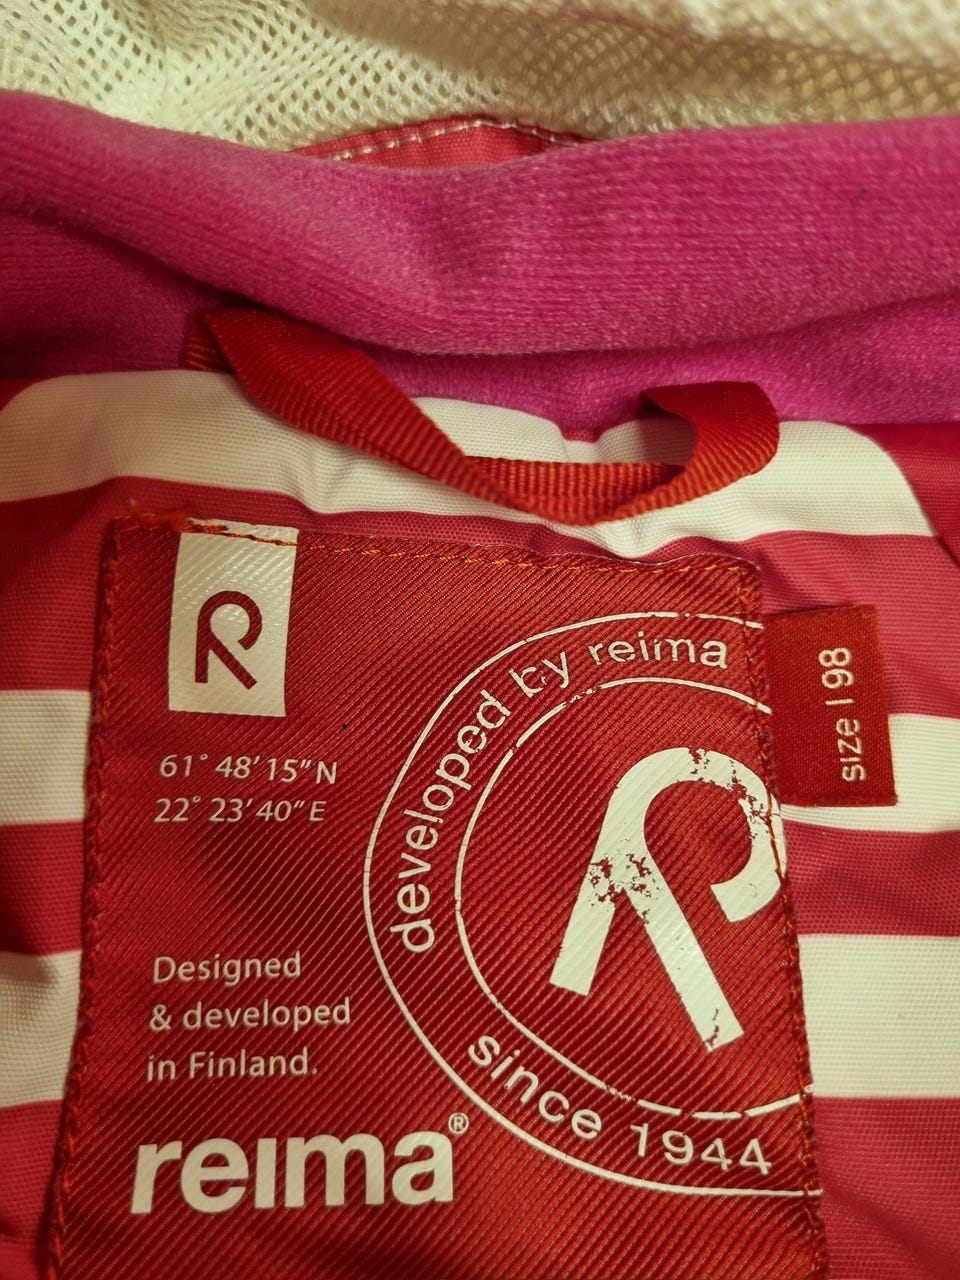 61° 48' 15" N
22° 23' 40" E
developed by reima
size | 98
Designed
& developed
in Finland.
since 1944
reima®